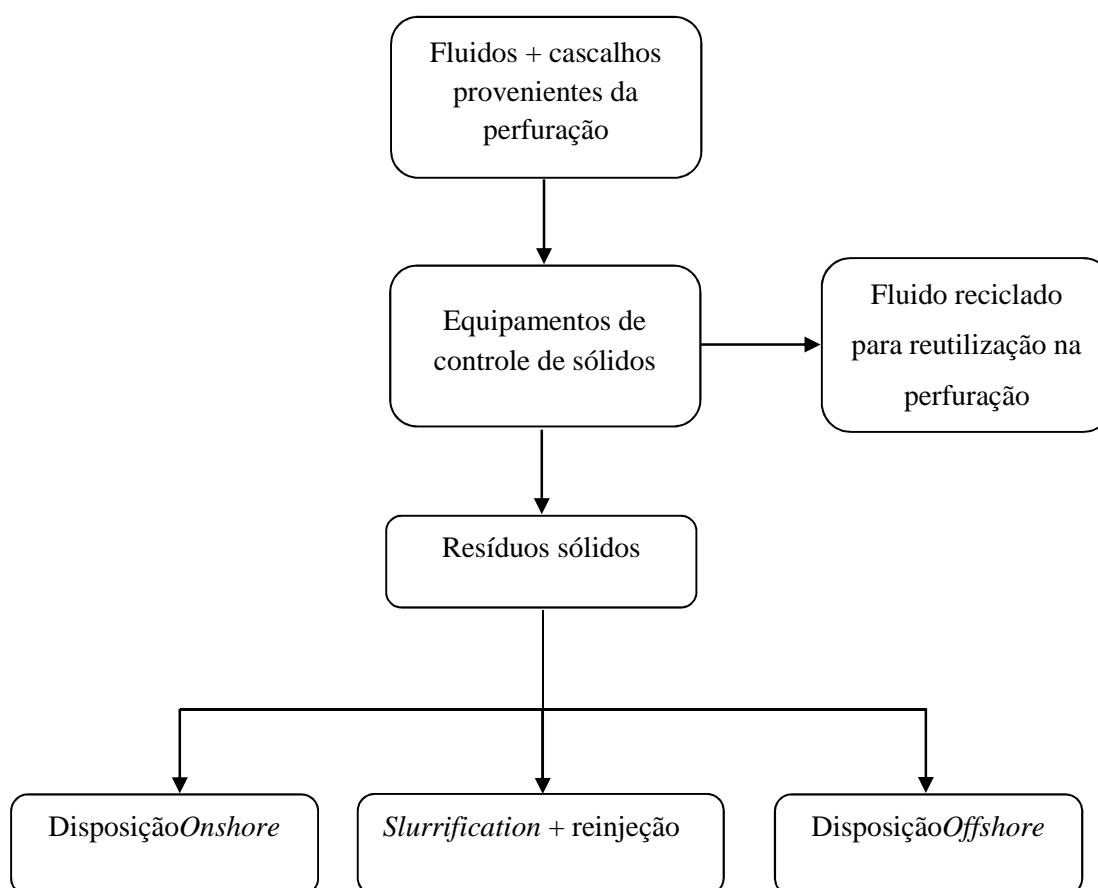 Fluidos + cascalhos
provenientes da
perfuração
Equipamentos de
controle de sólidos
Fluido reciclado
para reutilização na
perfuração
Resíduos sólidos
DisposiçãoOnshore
Slurrification + reinjeção
DisposiçãoOffshore